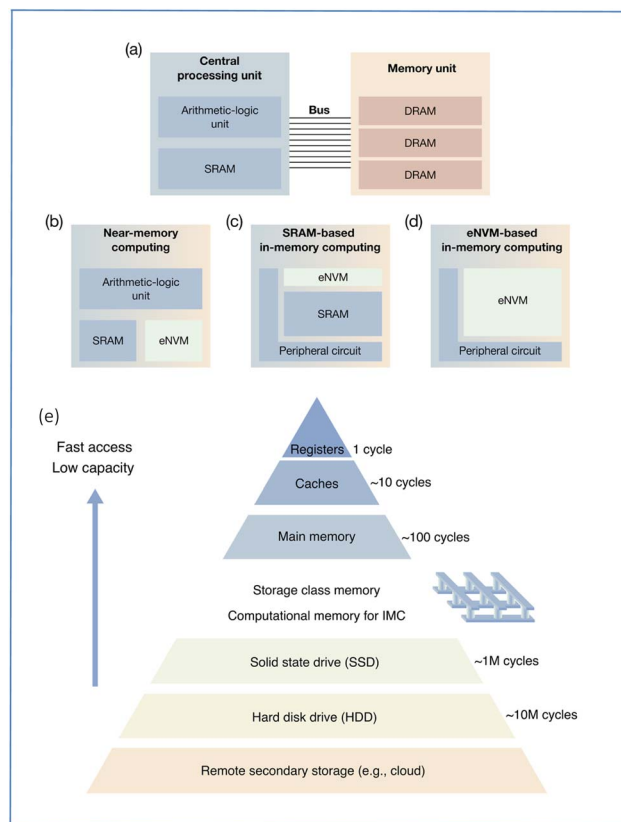 (a)
Central
processing unit
Arithmetic-logic
unit
SRAM
Bus
Memory unit
DRAM
DRAM
DRAM
(b)
Near-memory
computing
Arithmetic-logic
unit
SRAM
eNVM
(c)
SRAM-based
in-memory computing
eNVM
SRAM
Peripheral circuit
(d)
eNVM-based
in-memory computing
eNVM
Peripheral circuit
(e)
Fast access
Low capacity
Registers
1 cycle
Caches
~10 cycles
Main memory
~100 cycles
Storage class memory
Computational memory for IMC
Solid state drive (SSD)
~1M cycles
Hard disk drive (HDD)
~10M cycles
Remote secondary storage (e.g., cloud)